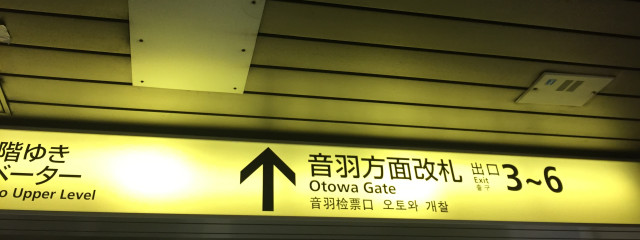 階ゆき
ベーター
o Upper Level
音羽方面改札
Otowa Gate
音羽检票口 오토와 개찰
出口
Exit
출구
3~6